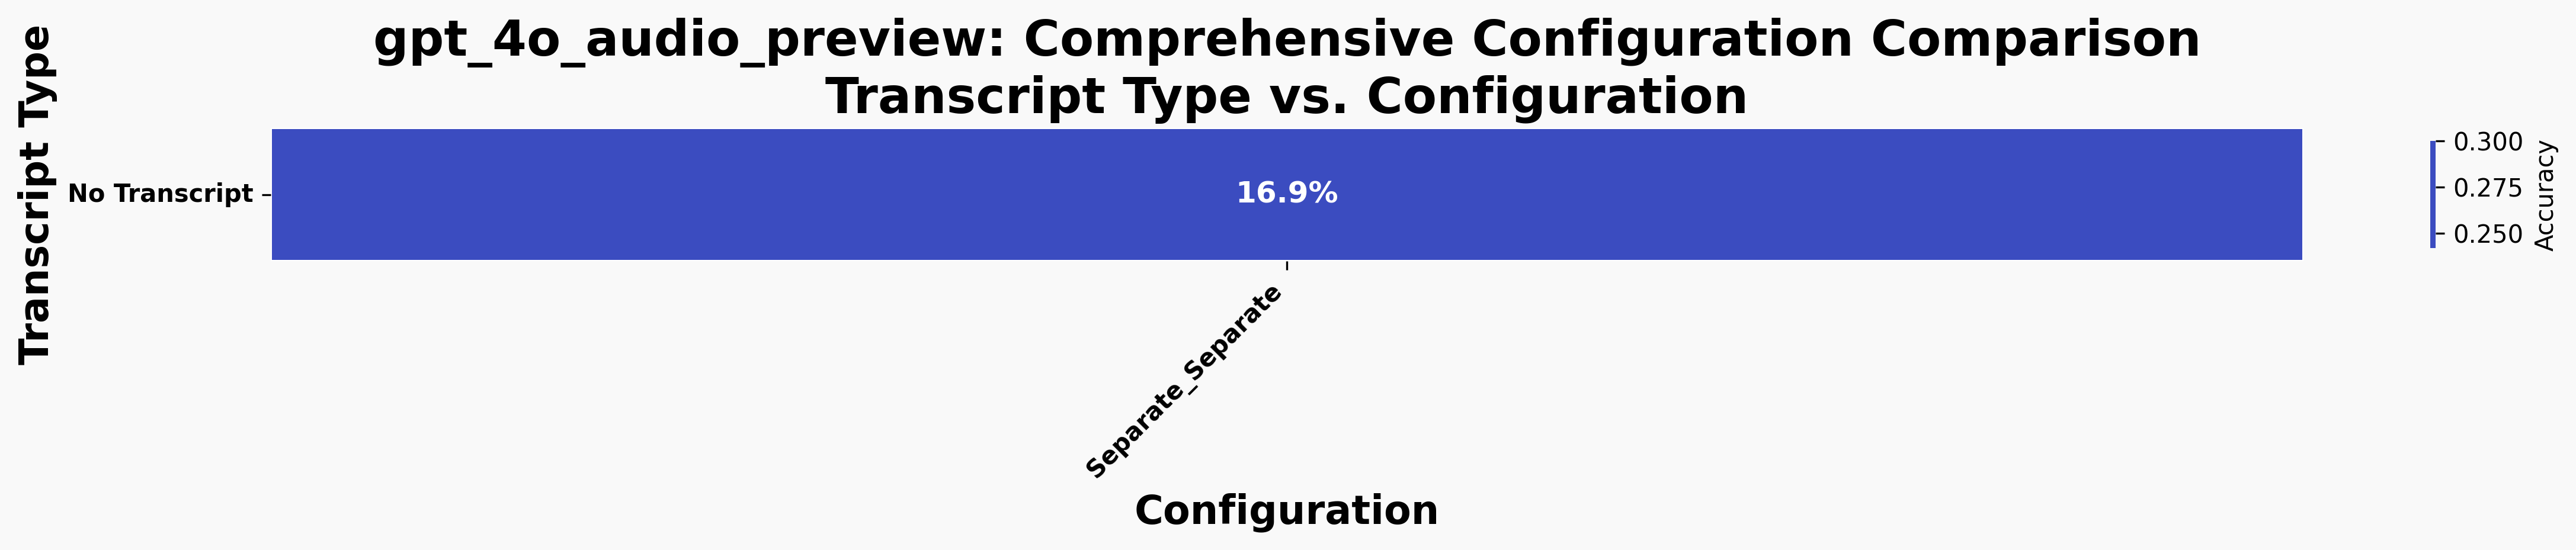 gpt_4o_audio_preview: Comprehensive Configuration Comparison
Transcript Type vs. Configuration
Transcript Type
No Transcript
16.9%
0.300
0.275
0.250
Accuracy
Separate_Separate
Configuration